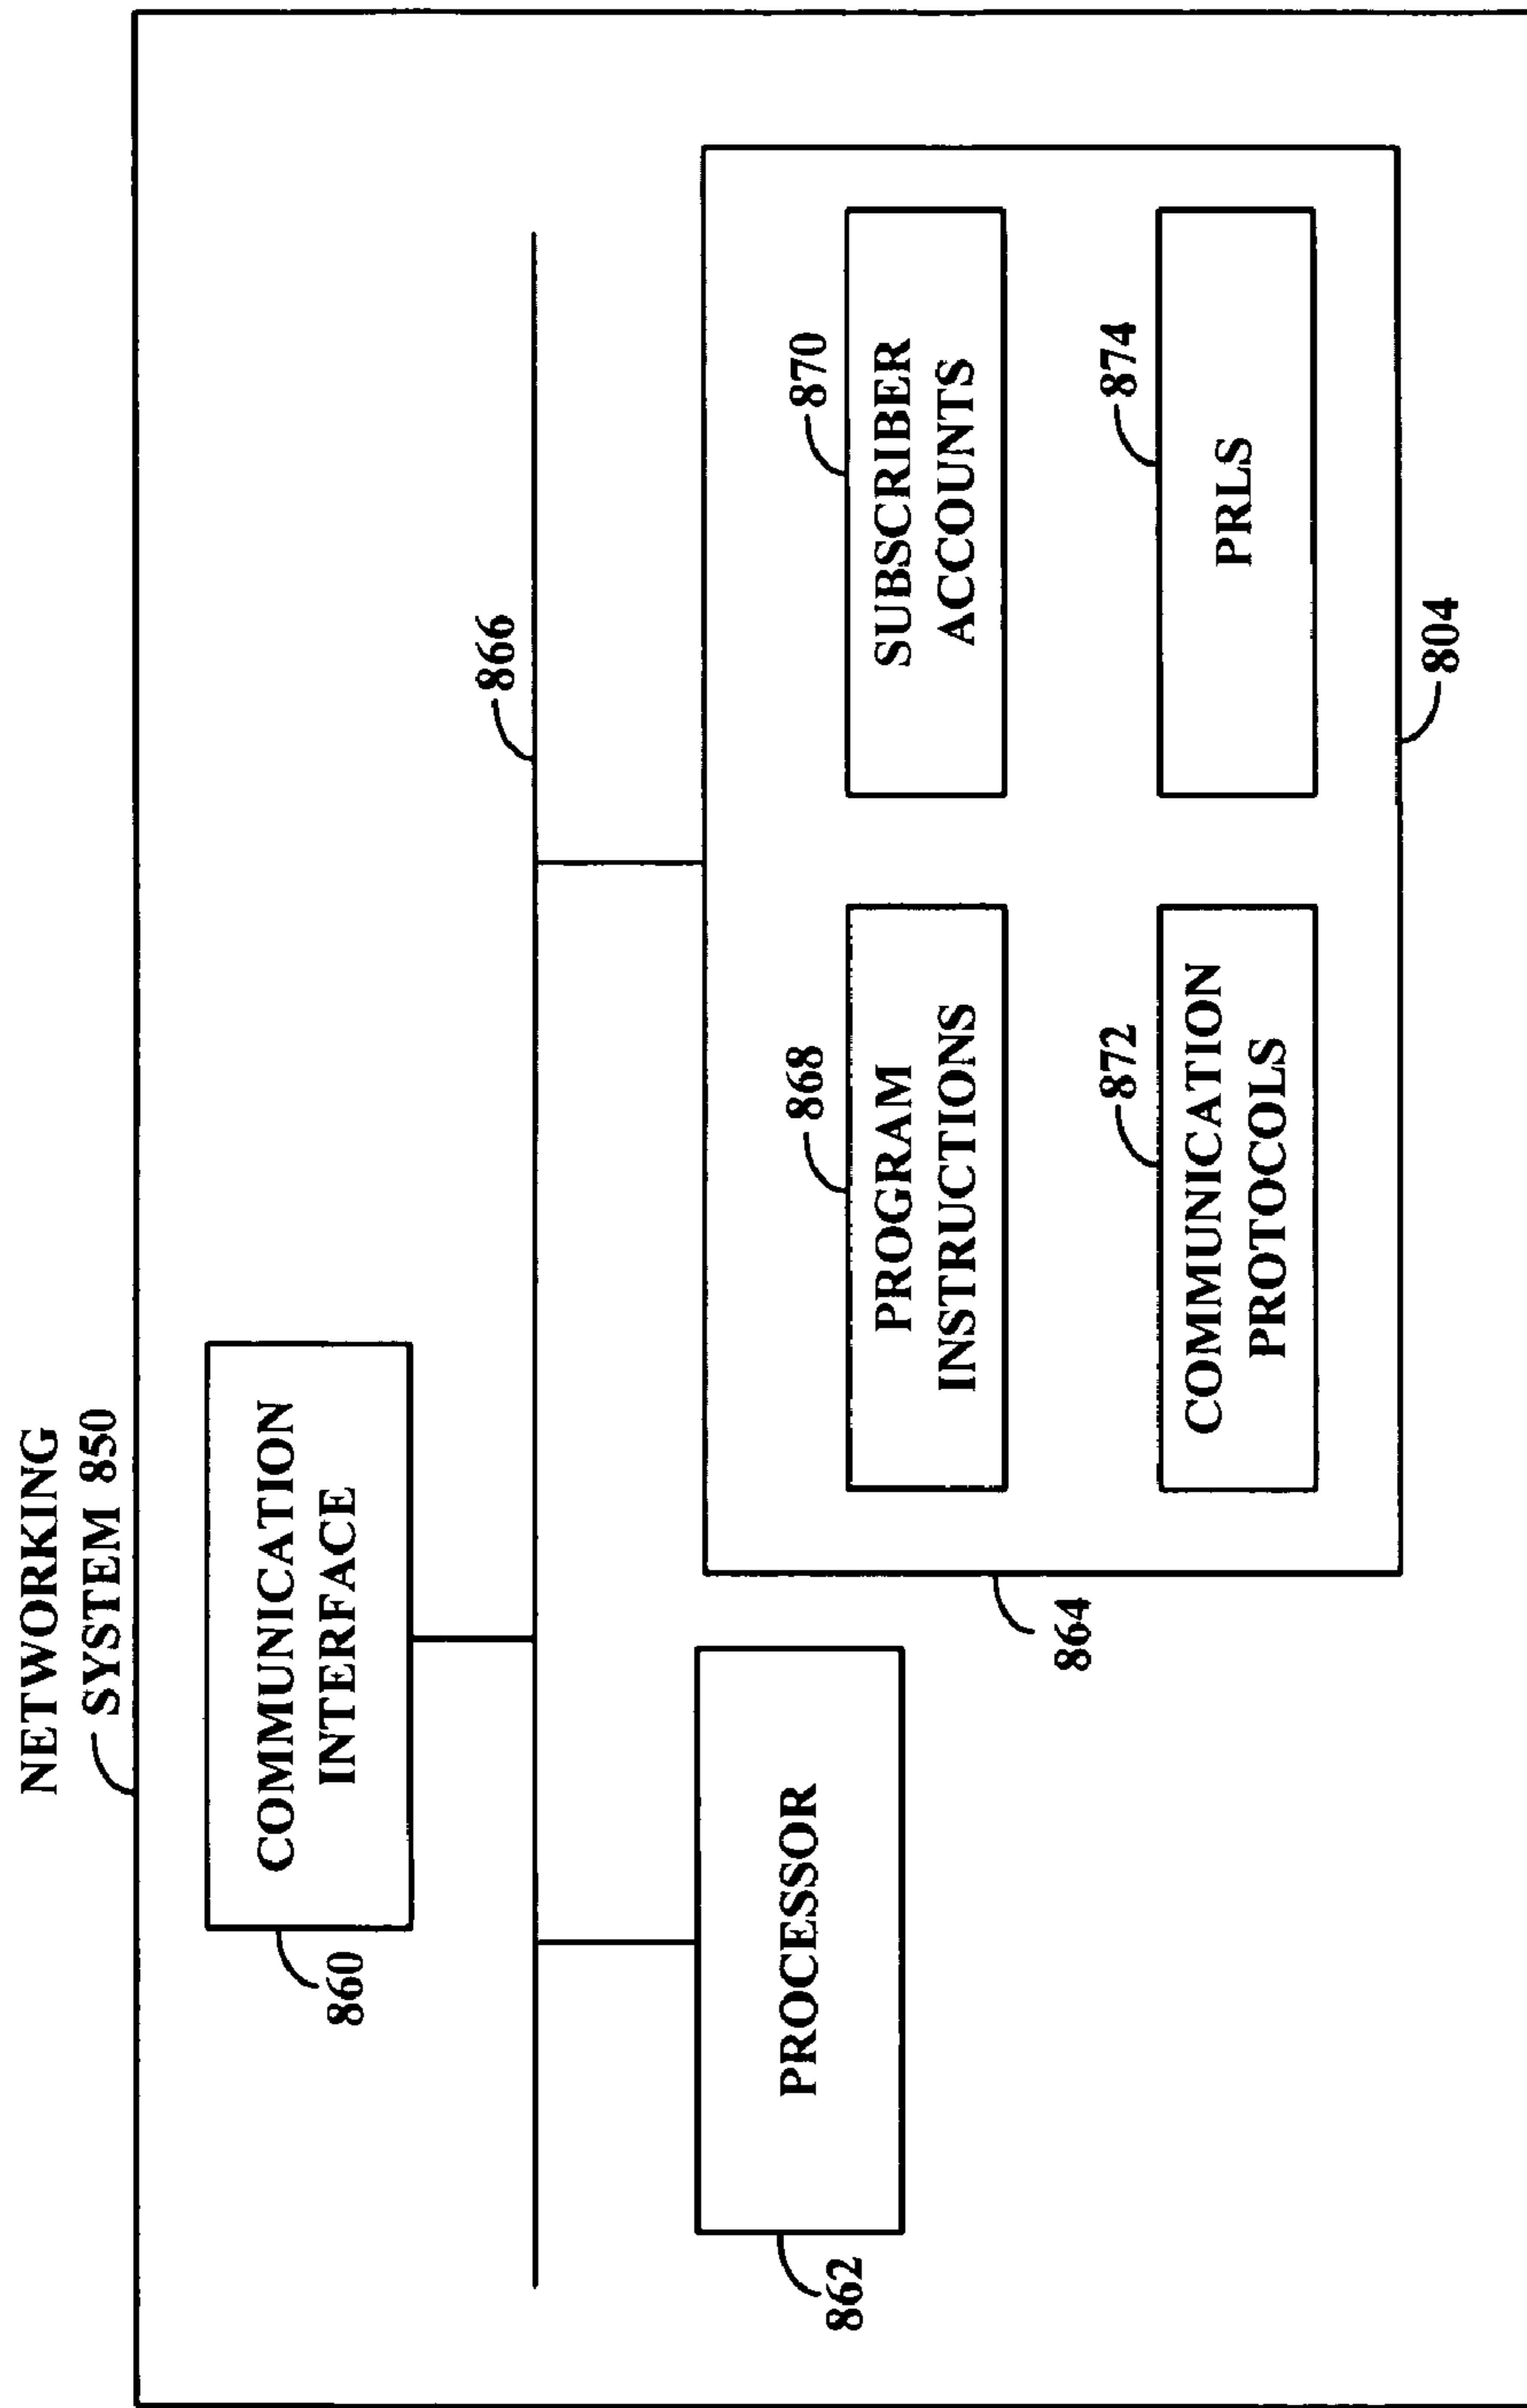 NETWORKING
SYSTEM 850
COMMUNICATION
INTERFACE
860
866
PROCESSOR
862
864
868
PROGRAM
INSTRUCTIONS
870
SUBSCRIBER
ACCOUNTS
872
COMMUNICATION
PROTOCOLS
874
PRLS
804